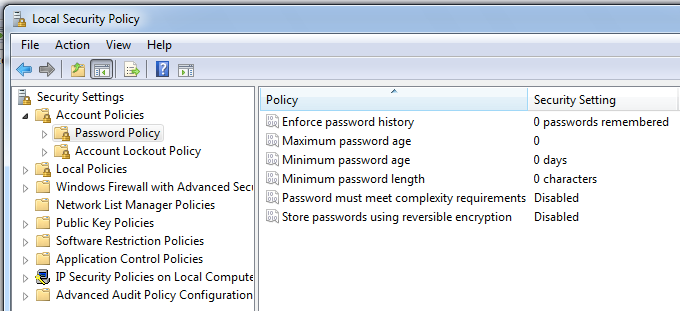 Local Security Policy
File Action View Help
Security Settings
Account Policies
Password Policy
Account Lockout Policy
Local Policies
Windows Firewall with Advanced Secu
Network List Manager Policies
Public Key Policies
Software Restriction Policies
Application Control Policies
IP Security Policies on Local Compute
Advanced Audit Policy Configuration
Policy Security Setting
Enforce password history 0 passwords remembered
Maximum password age 0
Minimum password age 0 days
Minimum password length 0 characters
Password must meet complexity requirements Disabled
Store passwords using reversible encryption Disabled